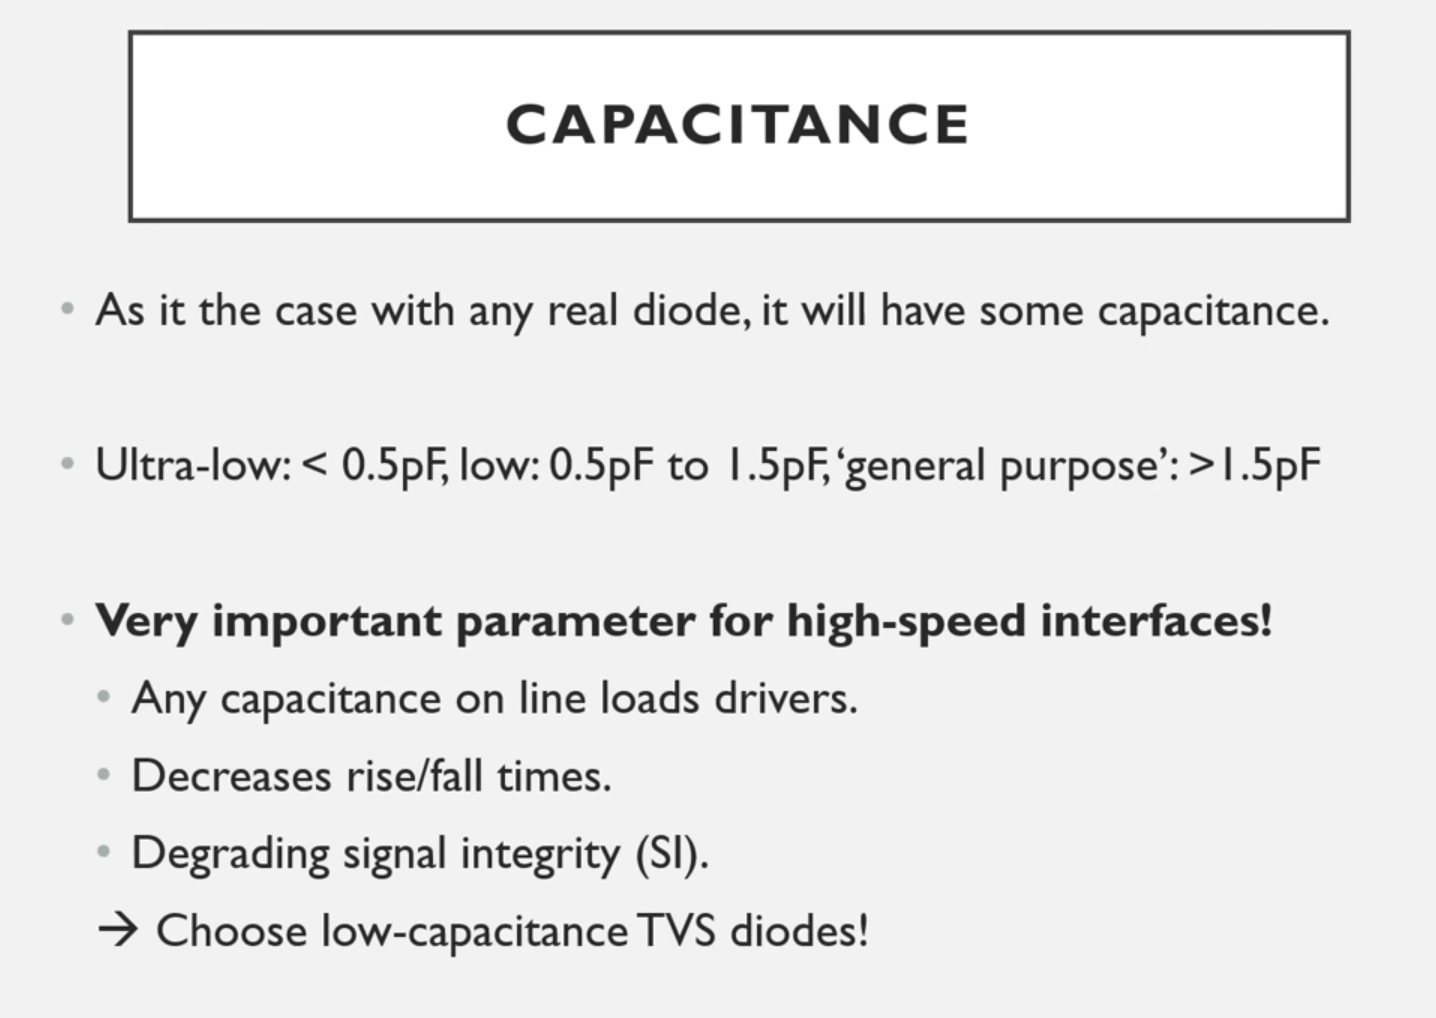 CAPACITANCE
• As it the case with any real diode, it will have some capacitance.
• Ultra-low: < 0.5pF, low: 0.5pF to 1.5pF, ‘general purpose’: >1.5pF
• Very important parameter for high-speed interfaces!
• Any capacitance on line loads drivers.
• Decreases rise/fall times.
• Degrading signal integrity (SI).
→ Choose low-capacitance TVS diodes!